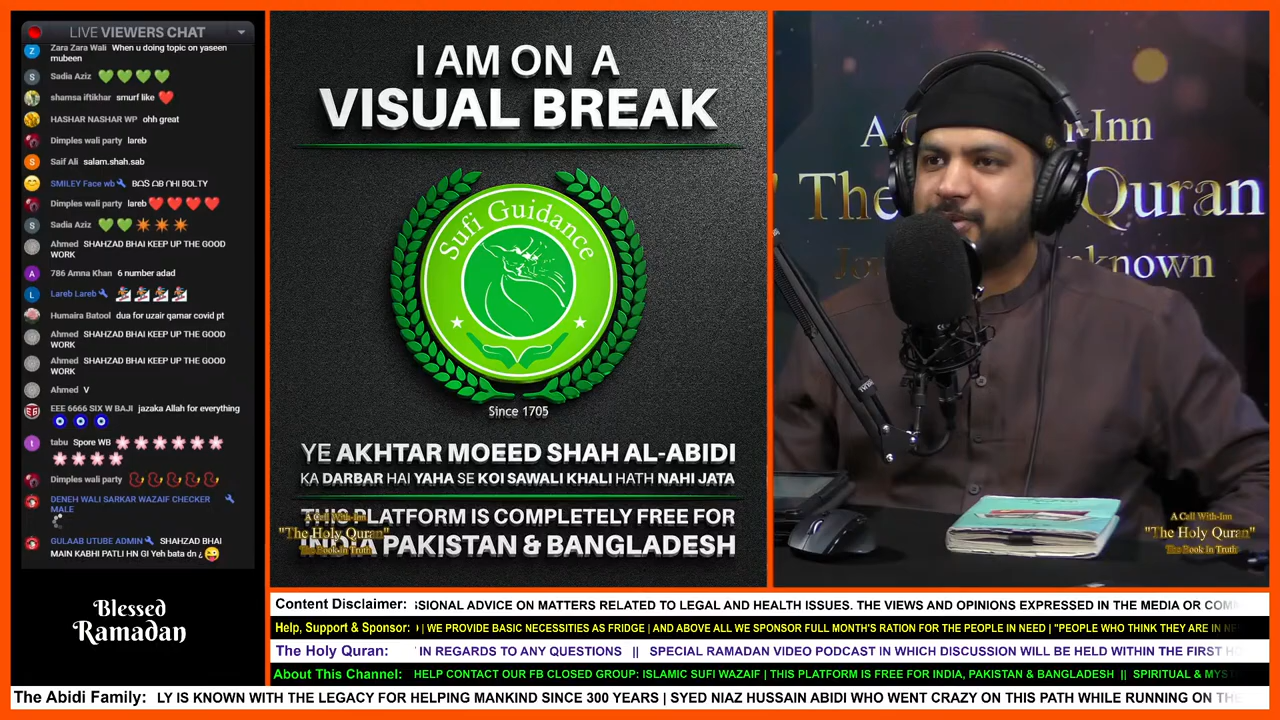 LIVE VIEWERS CHAT
Zara Zara Wali When u doing topic on yaseen
mubeen
Sadia Aziz 💚💚💚💚
shamsa iftikhar smurf like ❤️
HASHAR NASHAR WP ohh great
Dimples wali party lareb
Saif Ali salam.shah.sab
SMILEY Face wb
Dimples wali party lareb ❤️❤️❤️❤️
Sadia Aziz 💚💚
Ahmed SHAHZAD BHAI KEEP UP THE GOOD
WORK
786 Amna Khan 6 number adad
Lareb Lareb
Humaira Batool dua for uzair qamar covid pt
Ahmed SHAHZAD BHAI KEEP UP THE GOOD
WORK
Ahmed SHAHZAD BHAI KEEP UP THE GOOD
WORK
Ahmed V
EEE 6666 SIX W BAJI jazaka Allah for everything
🧿🧿🧿
tabu Spore WB 🌸🌸🌸🌸🌸🌸
🌸🌸🌸🌸
Dimples wali party 📿📿📿📿📿
DENEH WALI SARKAR WAZAIF CHECKER
MALE
GULAAB UTUBE ADMIN SHAHZAD BHAI
MAIN KABHI PATLI HN GI Yeh bata dn ¿ 😜
Blessed
Ramadan
I AM ON A
VISUAL BREAK
Sufi Guidance
Since 1705
YE AKHTAR MOEED SHAH AL-ABIDI
KA DARBAR HAI YAHA SE KOI SAWALI KHALI HATH NAHI JATA
THIS PLATFORM IS COMPLETELY FREE FOR
INDIA PAKISTAN & BANGLADESH
A Call With-Inn
"The Holy Quran"
The Book In Truth
-Inn
The Quran
nknown
A Call With-Inn
"The Holy Quran"
The Book In Truth
Content Disclaimer: SIONAL ADVICE ON MATTERS RELATED TO LEGAL AND HEALTH ISSUES. THE VIEWS AND OPINIONS EXPRESSED IN THE MEDIA OR COM
Help, Support & Sponsor: | WE PROVIDE BASIC NECESSITIES AS FRIDGE | AND ABOVE ALL WE SPONSOR FULL MONTH'S RATION FOR THE PEOPLE IN NEED | "PEOPLE WHO THINK THEY ARE IN NE
The Holy Quran: IN REGARDS TO ANY QUESTIONS || SPECIAL RAMADAN VIDEO PODCAST IN WHICH DISCUSSION WILL BE HELD WITHIN THE FIRST H
About This Channel: HELP CONTACT OUR FB CLOSED GROUP: ISLAMIC SUFI WAZAIF | THIS PLATFORM IS FREE FOR INDIA, PAKISTAN & BANGLADESH || SPIRITUAL & MYS
The Abidi Family: LY IS KNOWN WITH THE LEGACY FOR HELPING MANKIND SINCE 300 YEARS | SYED NIAZ HUSSAIN ABIDI WHO WENT CRAZY ON THIS PATH WHILE RUNNING ON THE